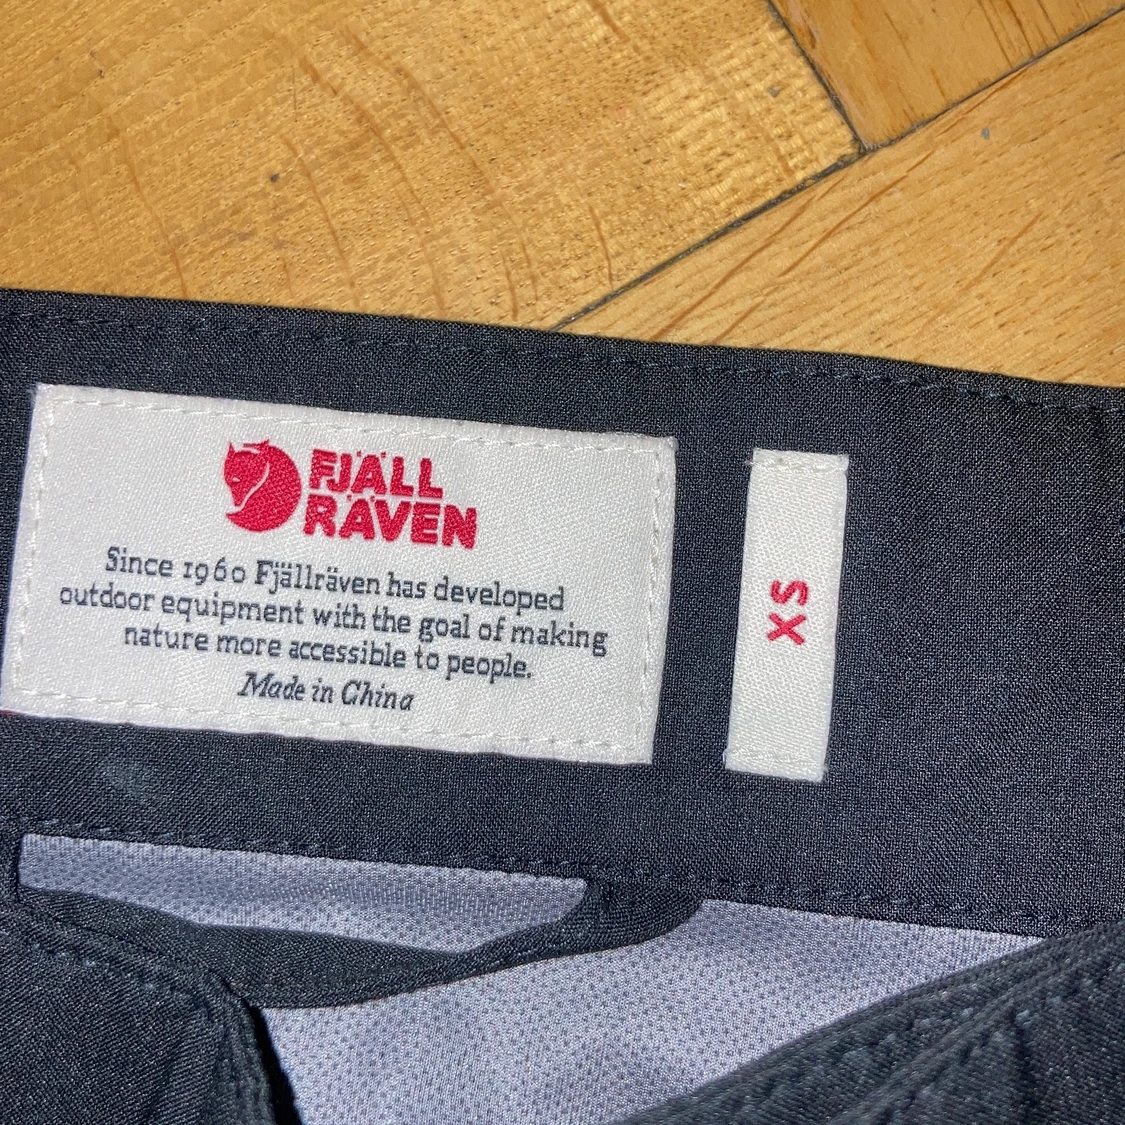 FJÄLL
RÄVEN
Since 1960 Fjällräven has developed
outdoor equipment with the goal of making
nature more accessible to people.
Made in China
XS